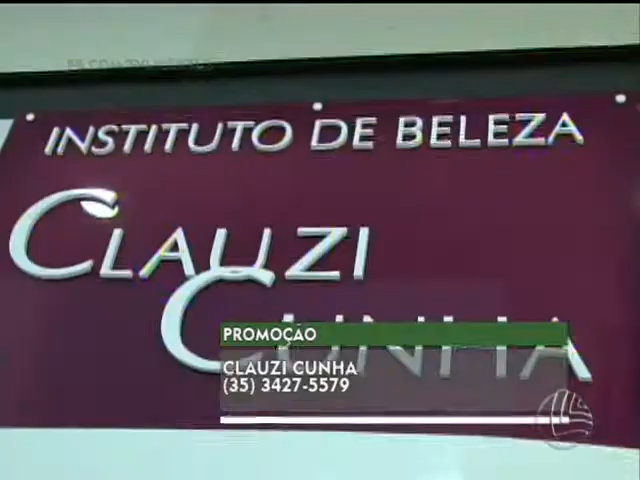 INSTITUTO DE BELEZA
CLAUZI
CUNHA
PROMOÇÃO
CLAUZI CUNHA
(35) 3427-5579